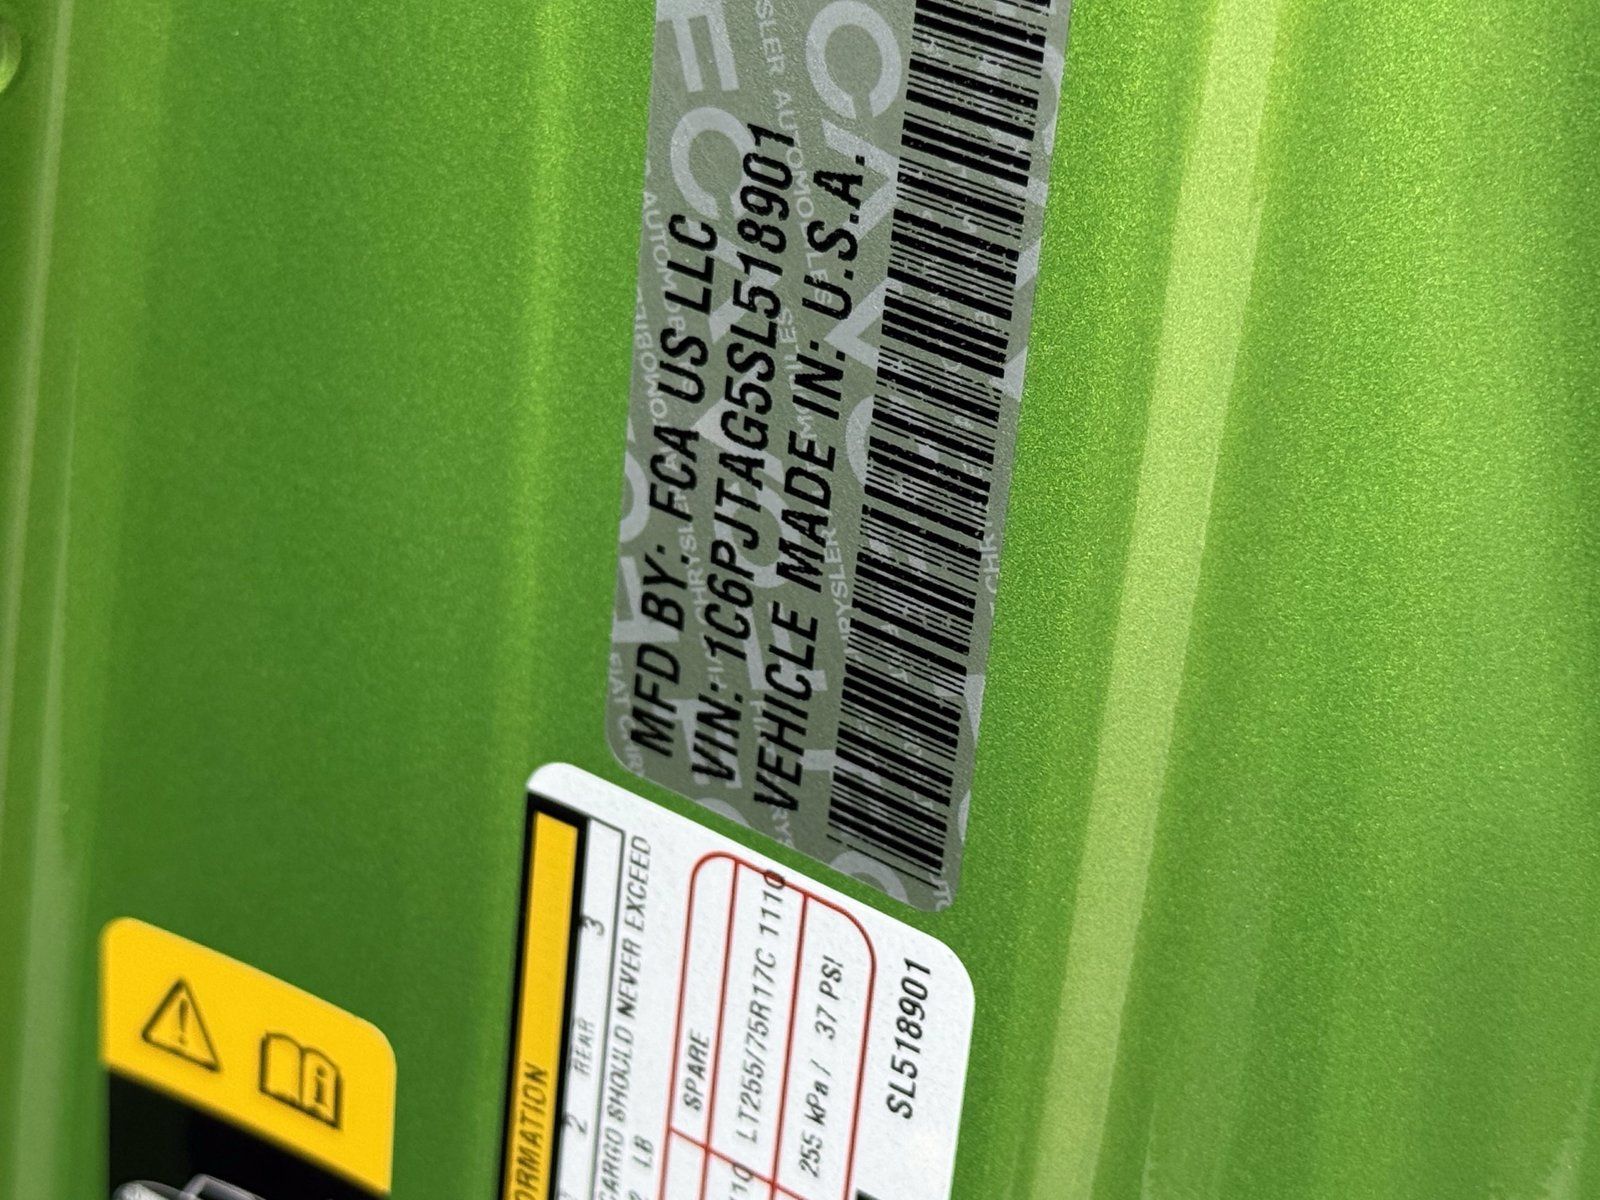 MFD BY: FCA US LLC
VIN: 1C6PJTAG5SL518901
VEHICLE MADE IN: U.S.A.
ORMATION
2 REAR 3
CARGO SHOULD NEVER EXCEED
LB
SPARE
LT255/75R17C 111Q
255 kPa / 37 PSI
SL518901